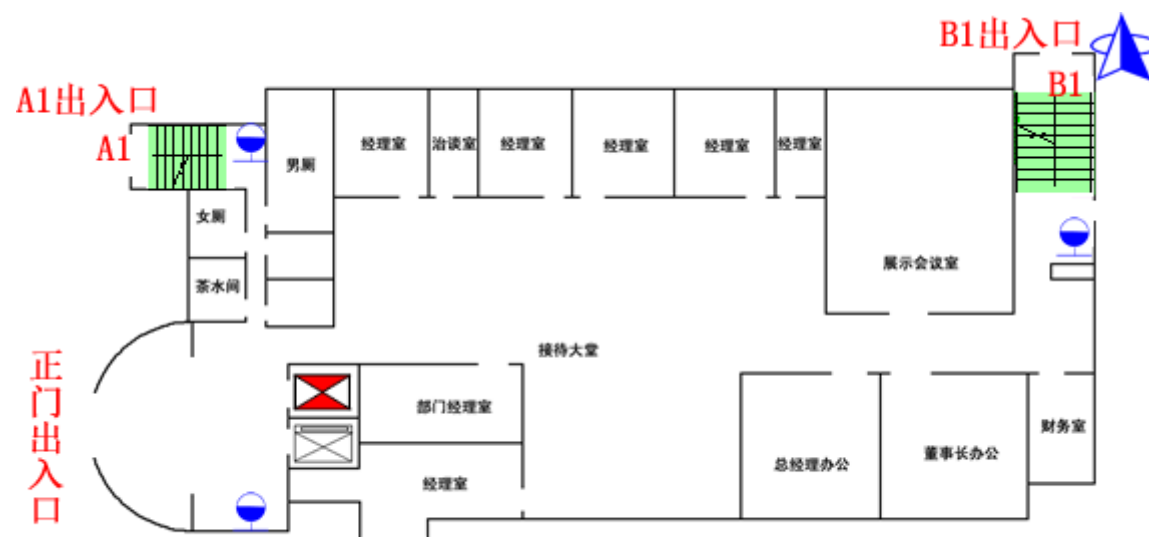 B1出入口
B1
A1出入口
A1
男厕
经理室
洽谈室
经理室
经理室
经理室
经理室
女厕
茶水间
展示会议室
接待大堂
正门出入口
部门经理室
经理室
总经理办公
董事长办公
财务室